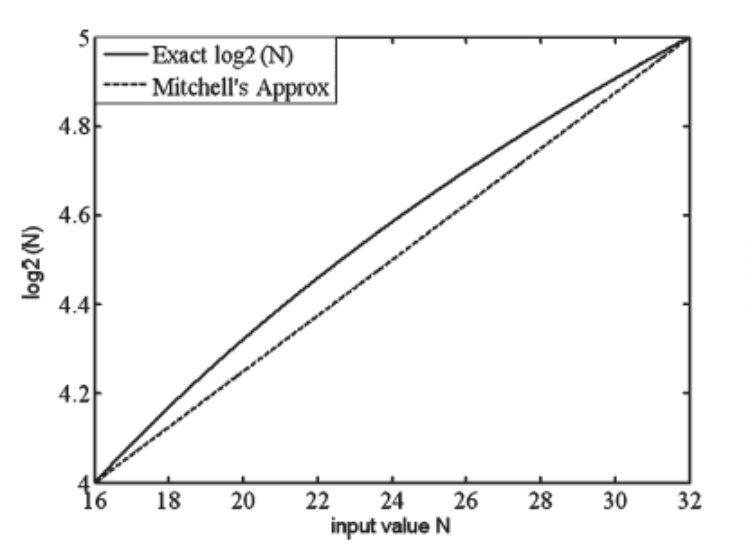 Exact log2 (N)
Mitchell's Approx
5
4.8
4.6
4.4
4.2
4
16 18 20 22 24 26 28 30 32
log2 (N)
input value N